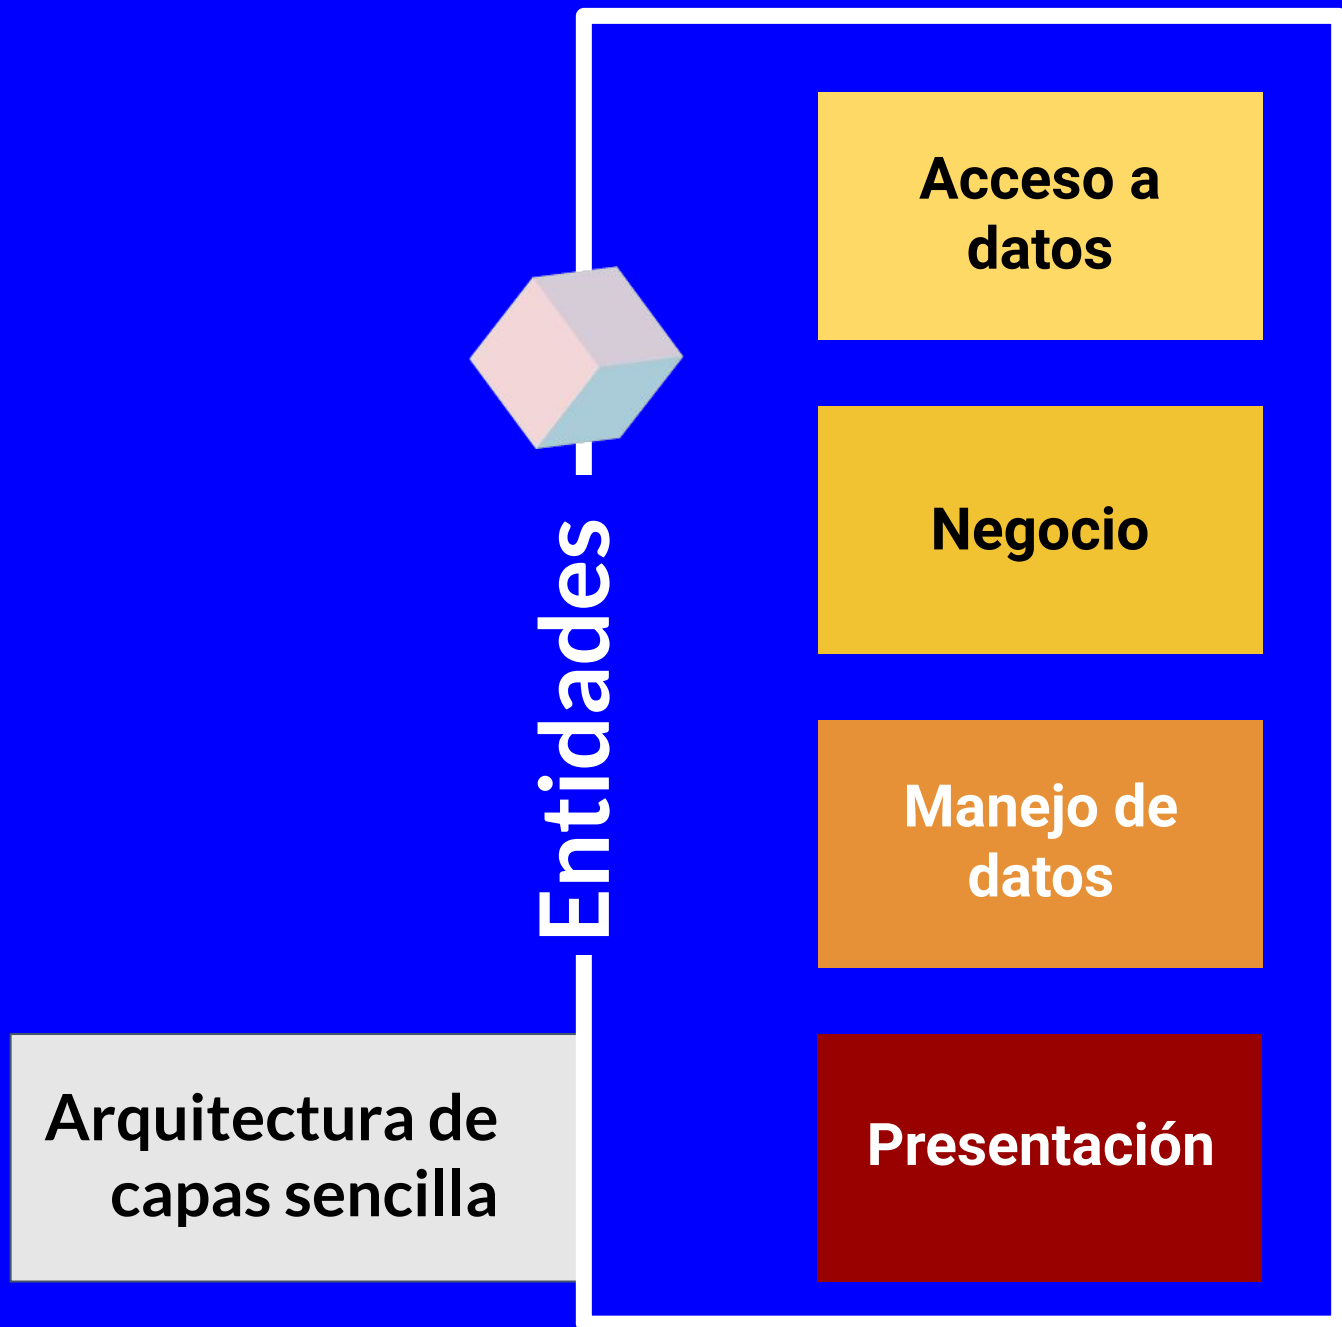 Acceso a
datos
Negocio
Entidades
Manejo de
datos
Arquitectura de
capas sencilla
Presentación